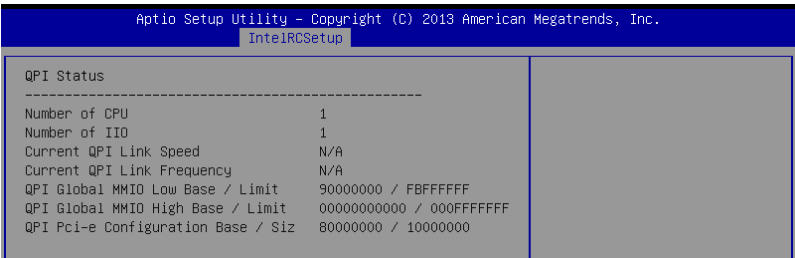 Aptio Setup Utility – Copyright (C) 2013 American Megatrends, Inc.
IntelRCSetup
QPI Status
--------------------------------------------------
Number of CPU 1
Number of IIO 1
Current QPI Link Speed N/A
Current QPI Link Frequency N/A
QPI Global MMIO Low Base / Limit 90000000 / FBFFFFFF
QPI Global MMIO High Base / Limit 00000000000 / 000FFFFFFF
QPI Pci-e Configuration Base / Siz 80000000 / 10000000